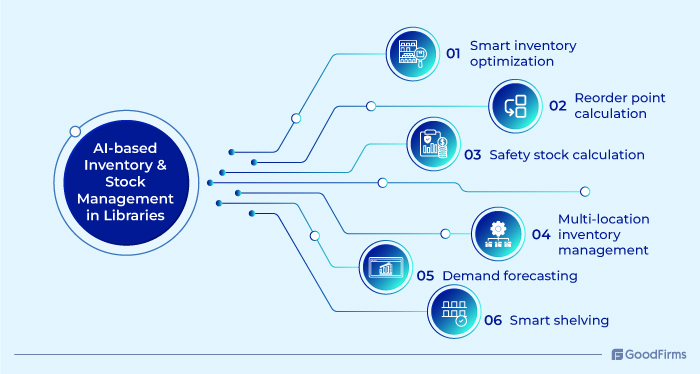 AI-based
Inventory &
Stock
Management
in Libraries
01 Smart inventory
optimization
02 Reorder point
calculation
03 Safety stock calculation
04 Multi-location
inventory
management
05 Demand forecasting
06 Smart shelving
GoodFirms